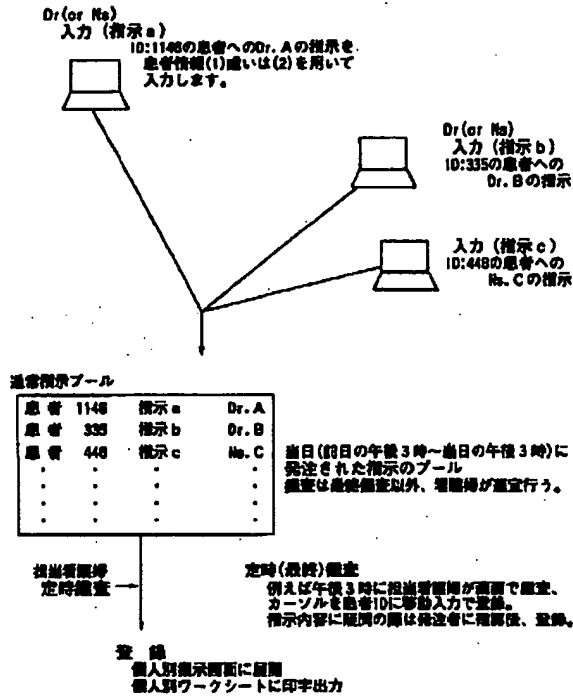 Dr(or Ns)
入力（指示a）
ID:1146の患者へのDr.Aの指示を
患者情報(1)或いは(2)を用いて
入力します。
Dr(or Ns)
入力（指示b）
ID:335の患者への
Dr.Bの指示
入力（指示c）
ID:448の患者への
Ns.Cの指示
通常指示プール
患者 1146 指示a Dr.A
患者 335 指示b Dr.B
患者 448 指示c Ns.C
当日(前日の午後3時〜当日の午後3時)に
発注された指示のプール
鑑査は最終鑑査以外、看護婦が適宜行う。
担当看護婦
定時鑑査
定時(最終)鑑査
例えば午後3時に担当看護婦が画面で鑑査、
カーソルを患者IDに移動入力で登録。
指示内容に疑問の際は発注者に確認後、登録。
登録
個人別指示画面に展開
個人別ワークシートに印字出力